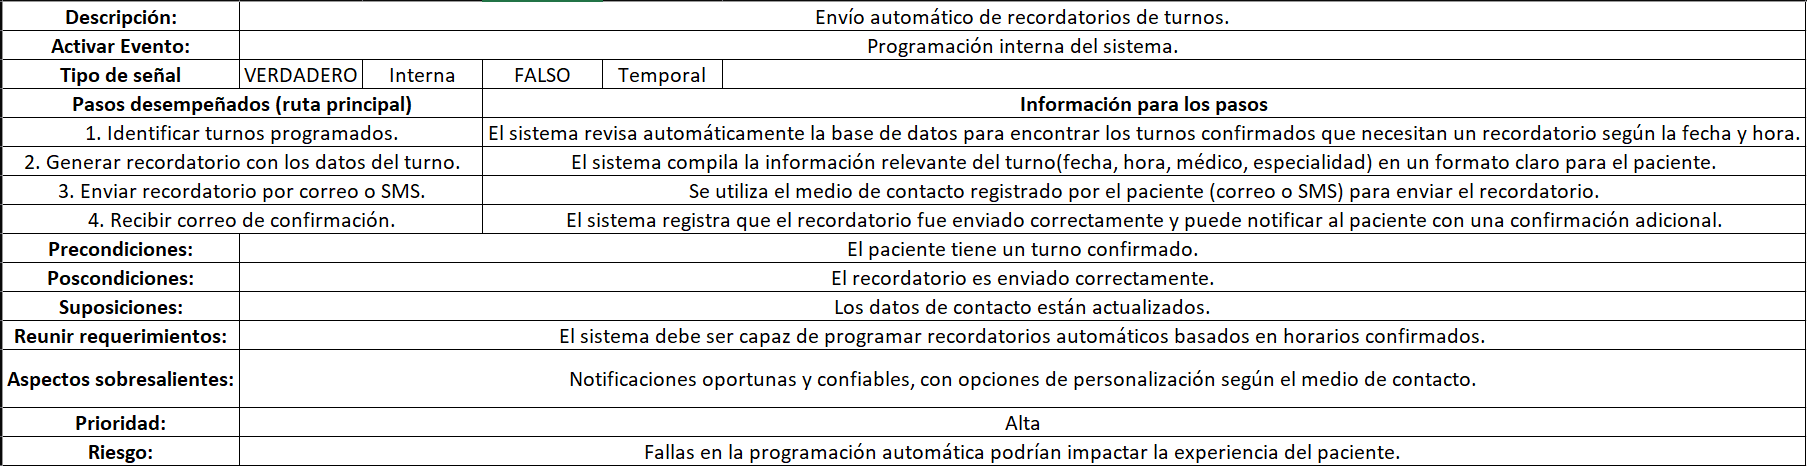 Descripción: Envío automático de recordatorios de turnos.
Activar Evento: Programación interna del sistema.
Tipo de señal VERDADERO Interna FALSO Temporal
Pasos desempeñados (ruta principal) Información para los pasos
1. Identificar turnos programados. El sistema revisa automáticamente la base de datos para encontrar los turnos confirmados que necesitan un recordatorio según la fecha y hora.
2. Generar recordatorio con los datos del turno. El sistema compila la información relevante del turno(fecha, hora, médico, especialidad) en un formato claro para el paciente.
3. Enviar recordatorio por correo o SMS. Se utiliza el medio de contacto registrado por el paciente (correo o SMS) para enviar el recordatorio.
4. Recibir correo de confirmación. El sistema registra que el recordatorio fue enviado correctamente y puede notificar al paciente con una confirmación adicional.
Precondiciones: El paciente tiene un turno confirmado.
Poscondiciones: El recordatorio es enviado correctamente.
Suposiciones: Los datos de contacto están actualizados.
Reunir requerimientos: El sistema debe ser capaz de programar recordatorios automáticos basados en horarios confirmados.
Aspectos sobresalientes: Notificaciones oportunas y confiables, con opciones de personalización según el medio de contacto.
Prioridad: Alta
Riesgo: Fallas en la programación automática podrían impactar la experiencia del paciente.